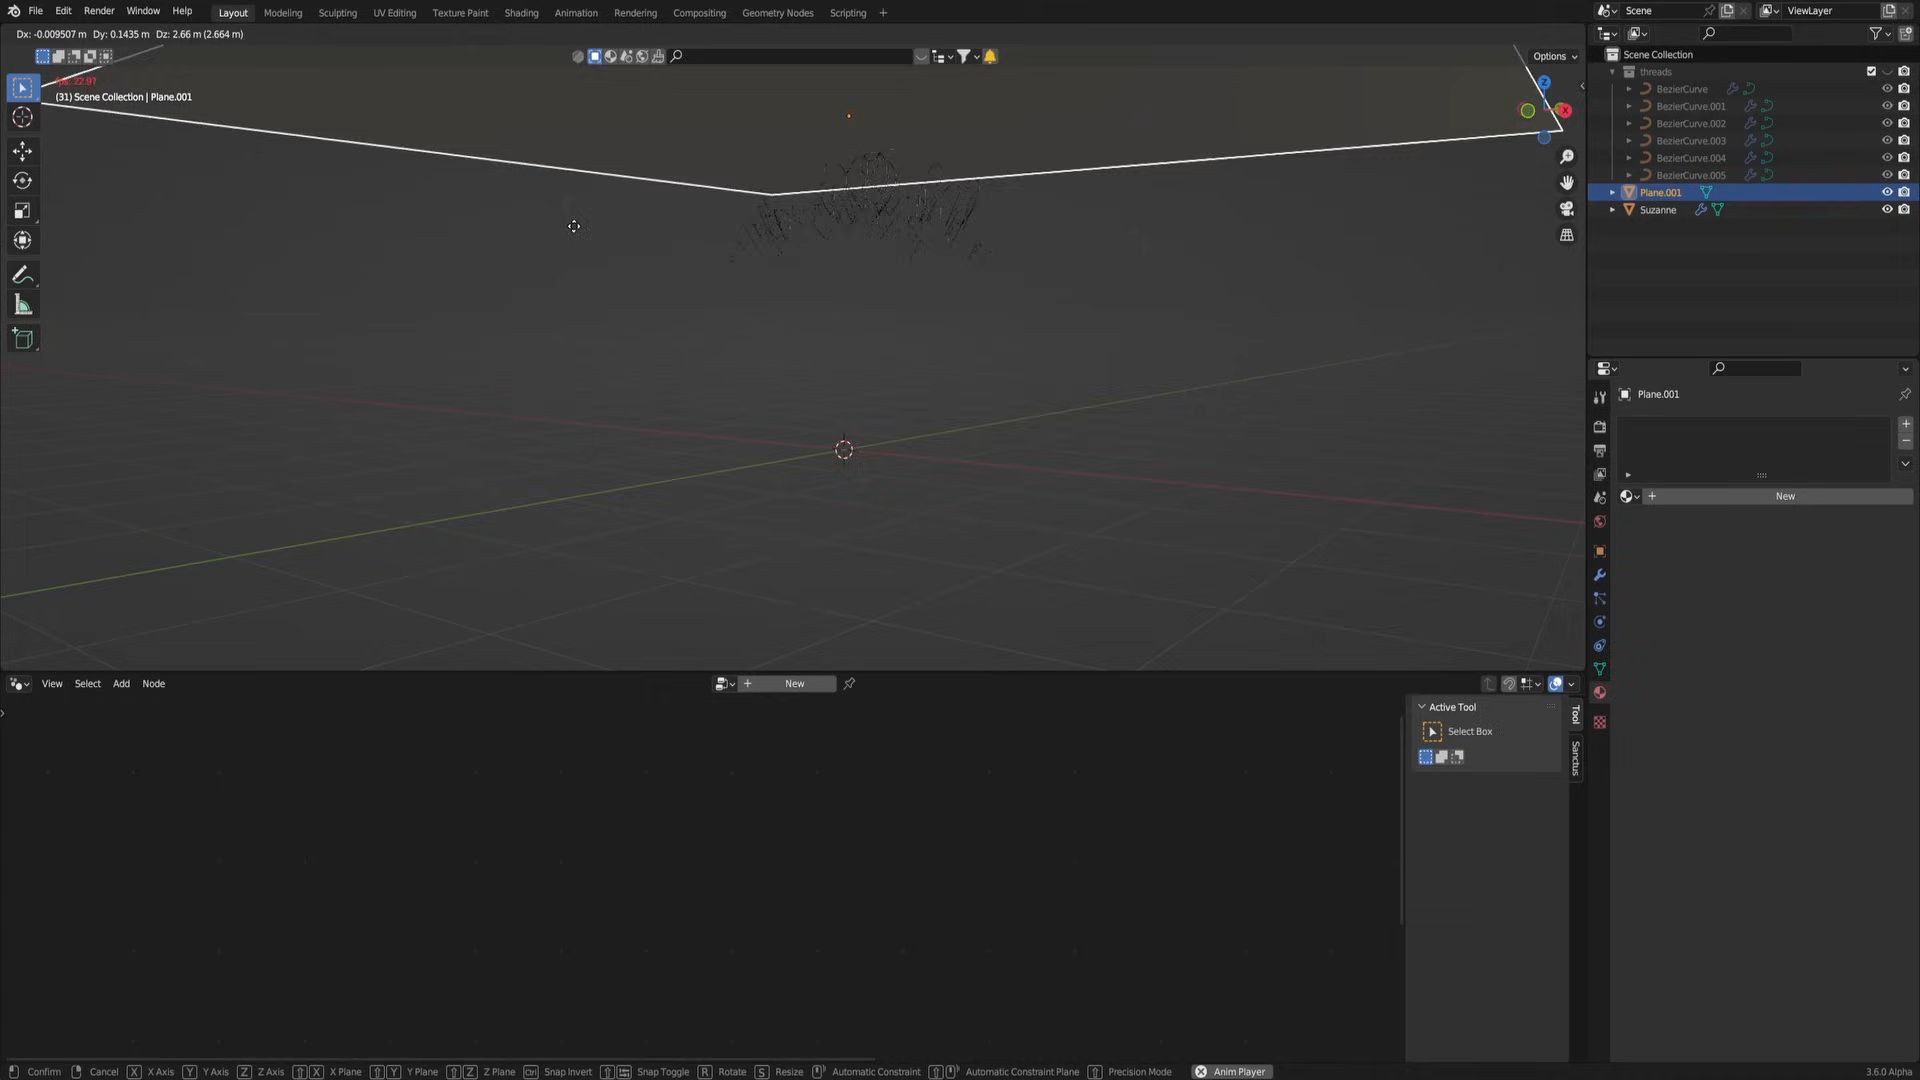 File Edit Render Window Help Layout Modeling Sculpting UV Editing Texture Paint Shading Animation Rendering Compositing Geometry Nodes Scripting + Scene ViewLayer
Dx: -0.009507 m Dy: 0.1435 m Dz: 2.66 m (2.664 m)
Options
fps: 22.97
(31) Scene Collection | Plane.001
Z
X
Scene Collection
threads
BezierCurve
BezierCurve.001
BezierCurve.002
BezierCurve.003
BezierCurve.004
BezierCurve.005
Plane.001
Suzanne
Plane.001
New
View Select Add Node New
Active Tool
Select Box
Tool
Sanctus
Confirm Cancel X X Axis Y Y Axis Z Z Axis X X Plane Y Y Plane Z Z Plane Ctrl Snap Invert Snap Toggle R Rotate S Resize Automatic Constraint Automatic Constraint Plane Precision Mode Anim Player 3.6.0 Alpha